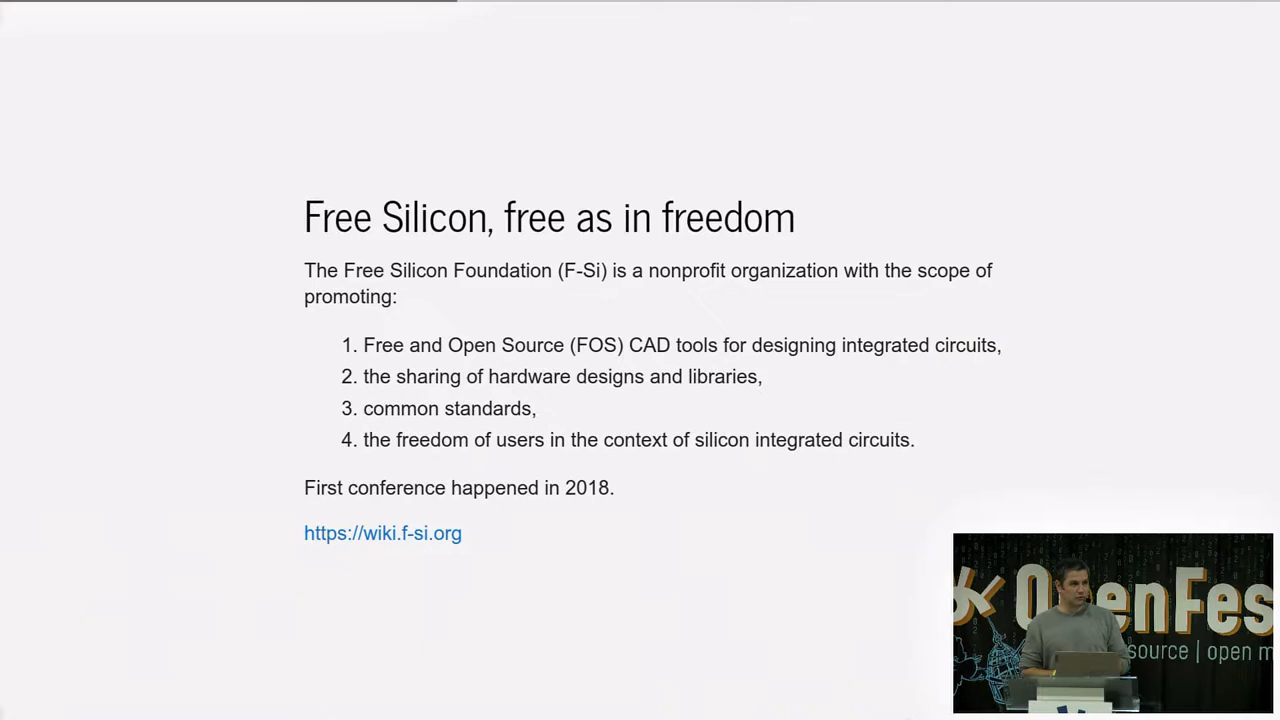 Free Silicon, free as in freedom
The Free Silicon Foundation (F-Si) is a nonprofit organization with the scope of
promoting:
1. Free and Open Source (FOS) CAD tools for designing integrated circuits,
2. the sharing of hardware designs and libraries,
3. common standards,
4. the freedom of users in the context of silicon integrated circuits.
First conference happened in 2018.
https://wiki.f-si.org
OpenFes
source | open m